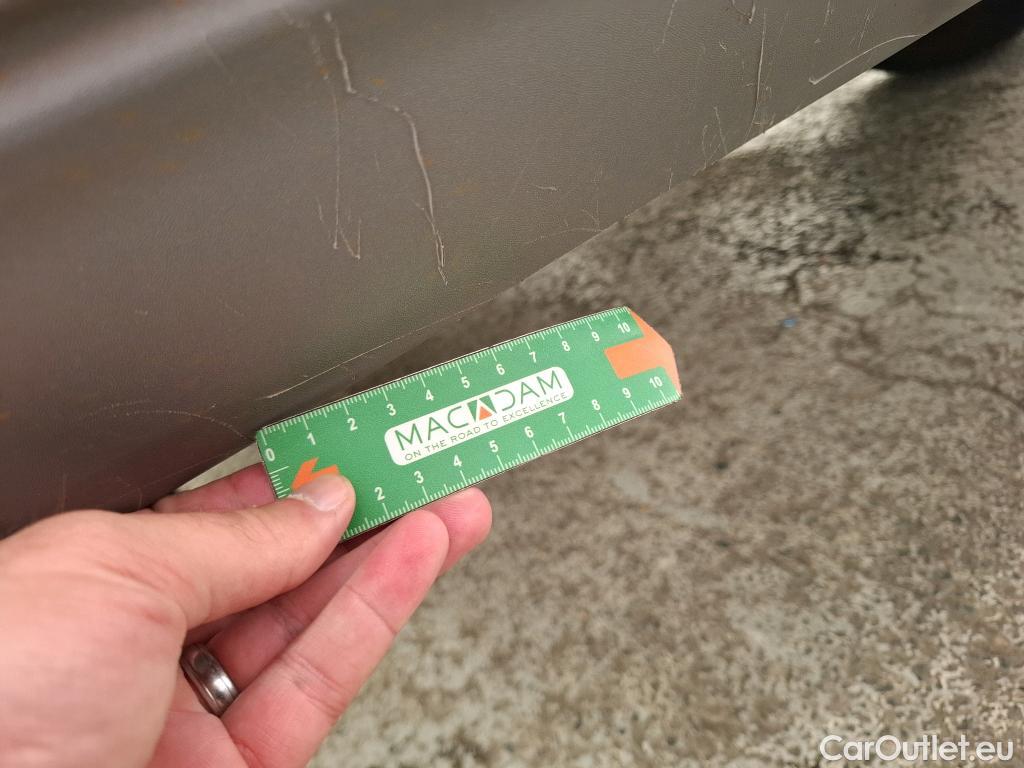 0 1 2 3 4 5 6 7 8 9 10
MACADAM
ON THE ROAD TO EXCELLENCE
2 3 4 5 6 7 8 9 10
CarOutlet.eu